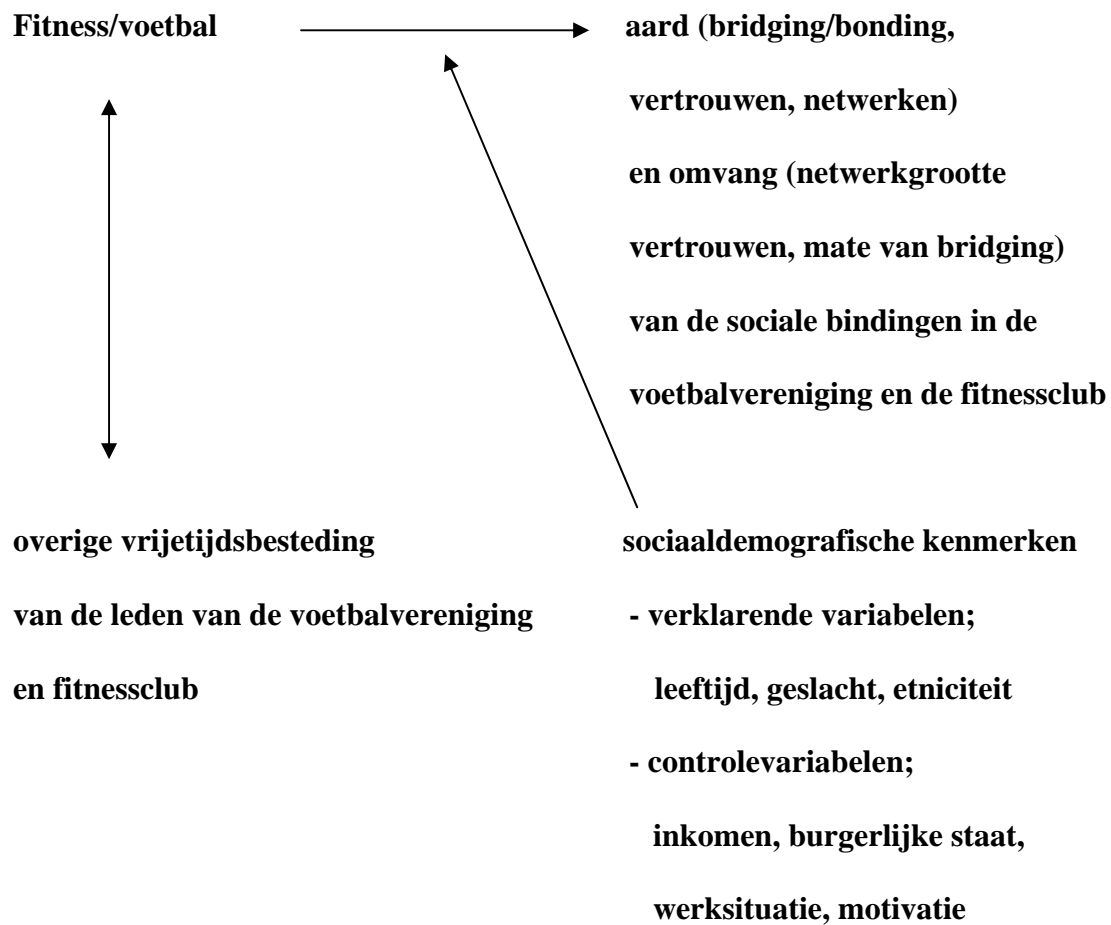 Fitness/voetbal
aard (bridging/bonding,
vertrouwen, netwerken)
en omvang (netwerkgrootte
vertrouwen, mate van bridging)
van de sociale bindingen in de
voetbalvereniging en de fitnessclub
overige vrijetijdsbesteding
van de leden van de voetbalvereniging
en fitnessclub
sociaaldemografische kenmerken
- verklarende variabelen;
leeftijd, geslacht, etniciteit
- controlevariabelen;
inkomen, burgerlijke staat,
werksituatie, motivatie